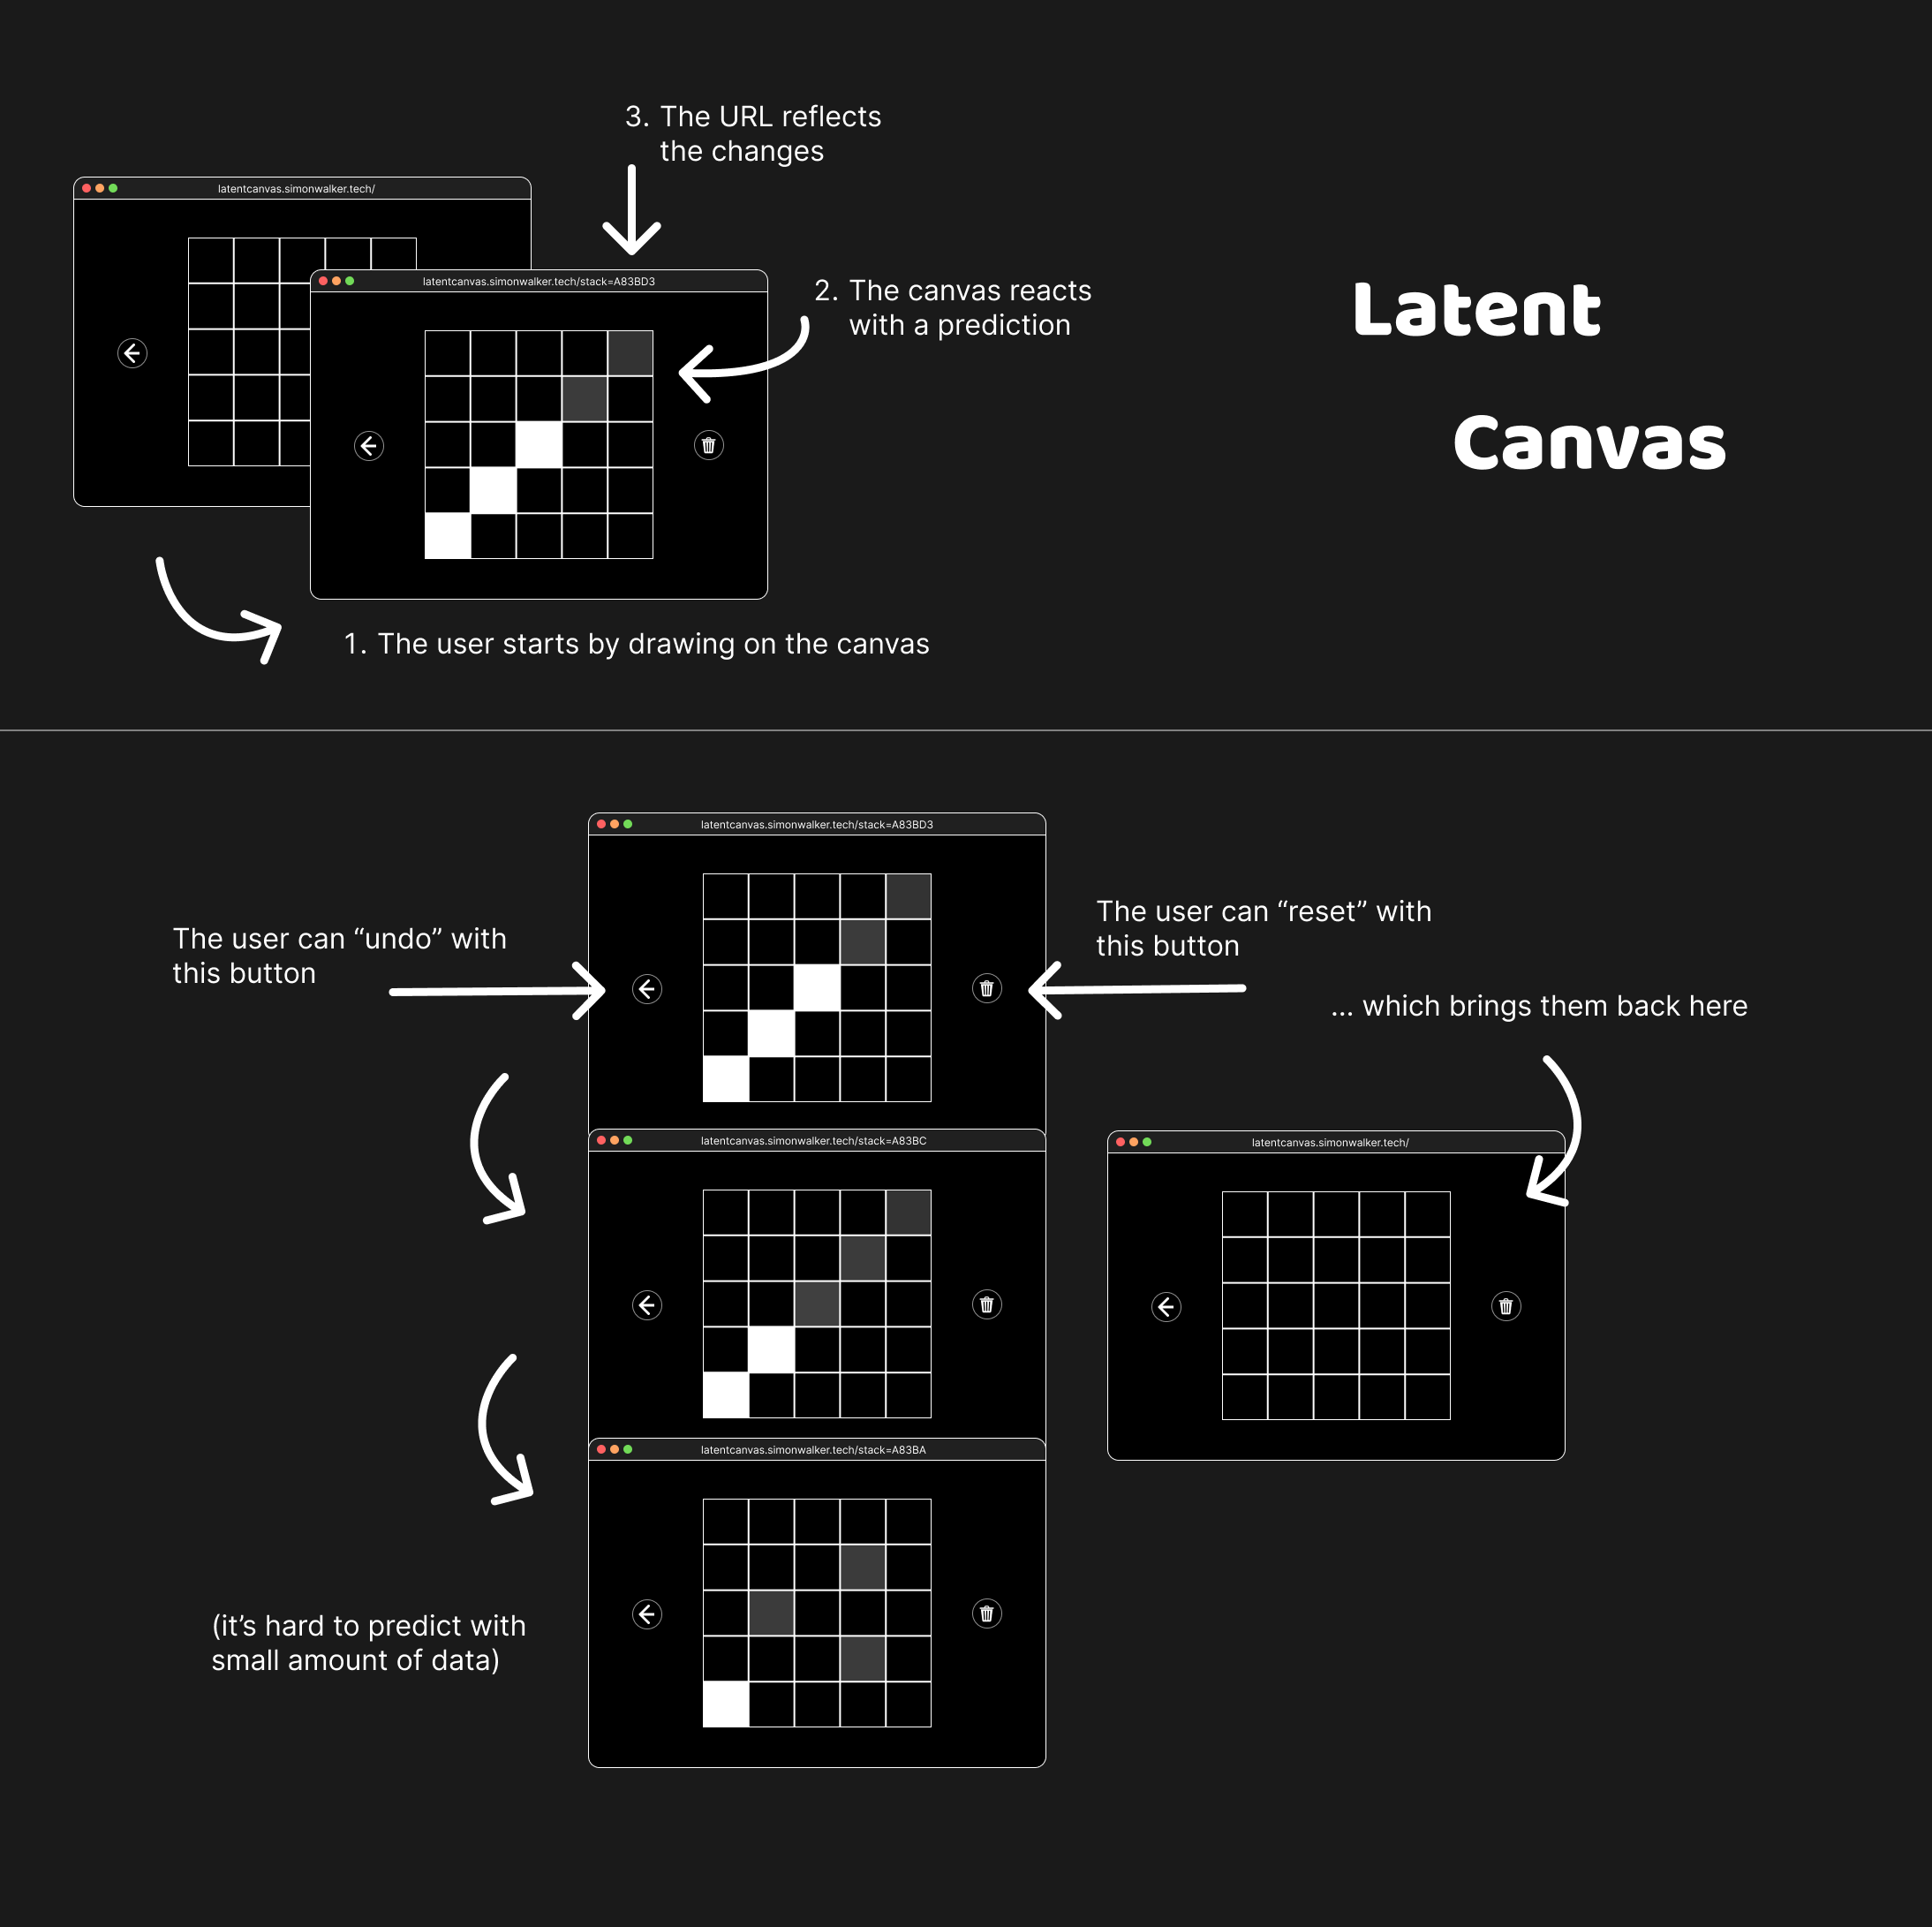 3. The URL reflects
the changes
latentcanvas.simonwalker.tech/
latentcanvas.simonwalker.tech/stack=A83BD3
2. The canvas reacts
with a prediction
Latent
Canvas
1. The user starts by drawing on the canvas
latentcanvas.simonwalker.tech/stack=A83BD3
The user can “undo” with
this button
The user can “reset” with
this button
... which brings them back here
latentcanvas.simonwalker.tech/stack=A83BC
latentcanvas.simonwalker.tech/
latentcanvas.simonwalker.tech/stack=A83BA
(it’s hard to predict with
small amount of data)